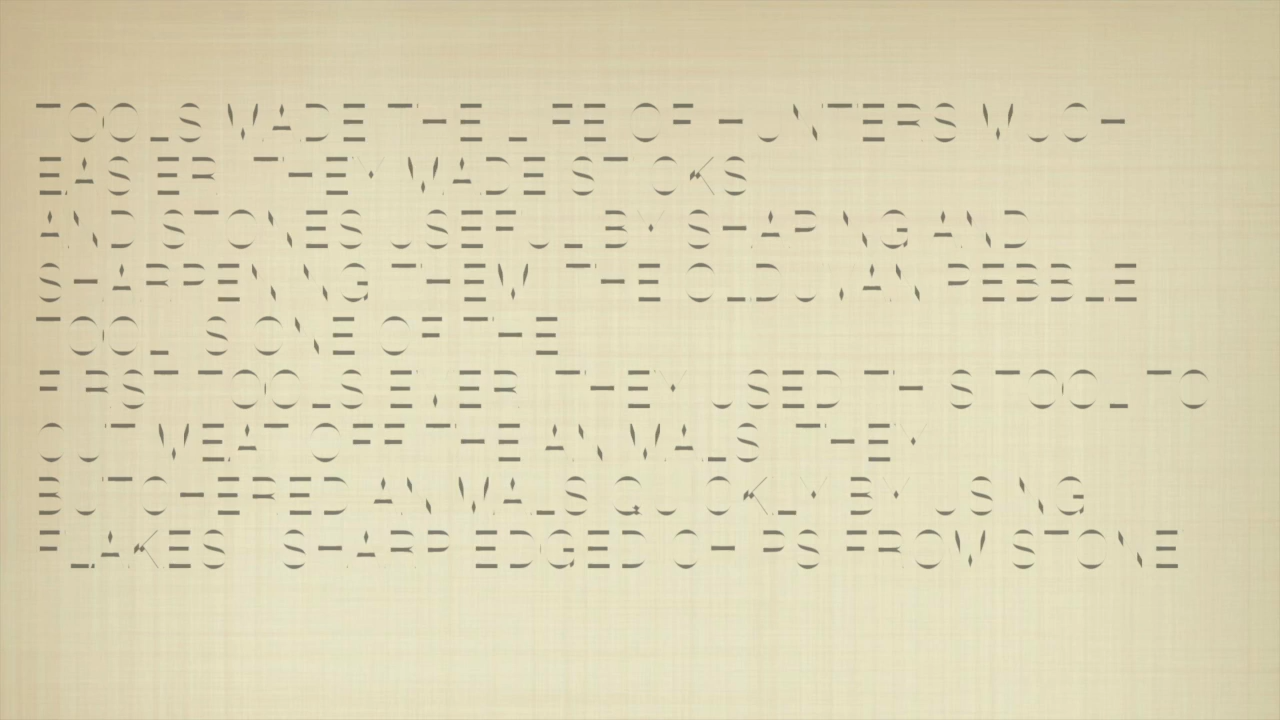 TOOLS MADE THE LIFE OF HUNTERS MUCH
EASIER THEY MADE STICKS
AND STONES USEFUL BY SHARING AND
SHARPENING THEM THE OLDUVAN PEBBLE
TOOL IS ONE OF THE
FIRST TOOLS EVER THEY USED THIS TOOL TO
CUT MEAT OFF THE ANIMALS THEY
BUTCHERED ANIMALS QUICKLY BY USING
FLAKES SHARP EDGED CHIPS FROM STONE